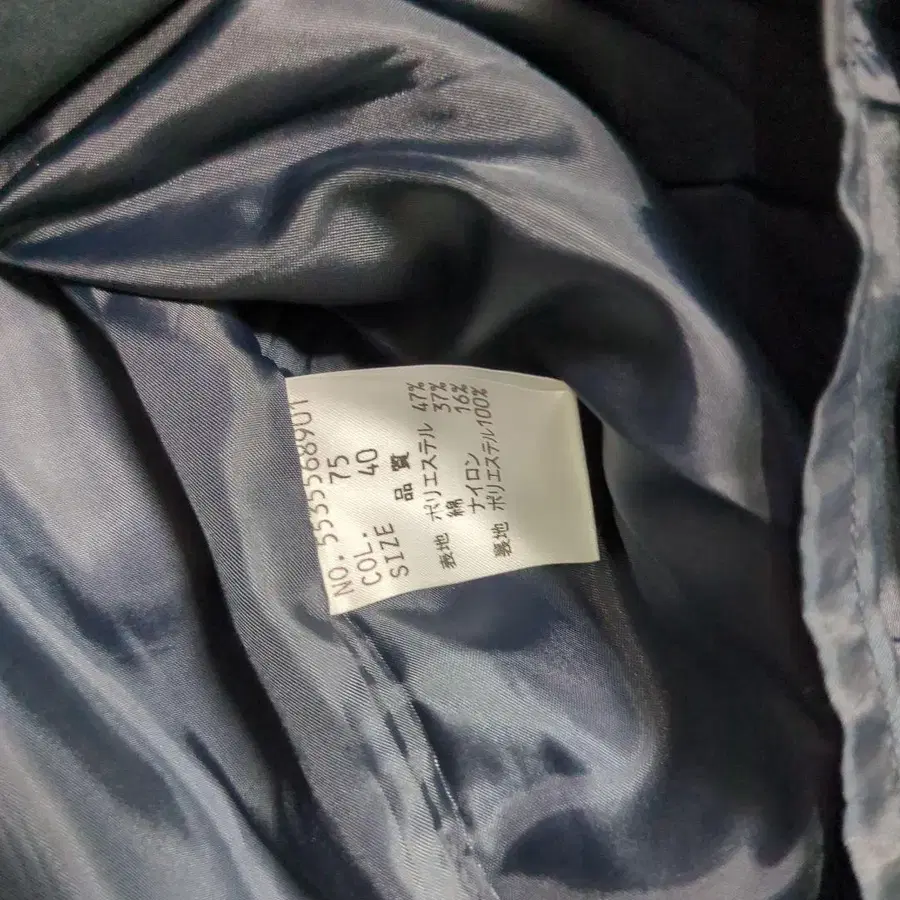 NO. 5535568901
COL. 75
SIZE 40
品質
表地 ポリエステル 47%
綿 37%
ナイロン 16%
裏地 ポリエステル100%